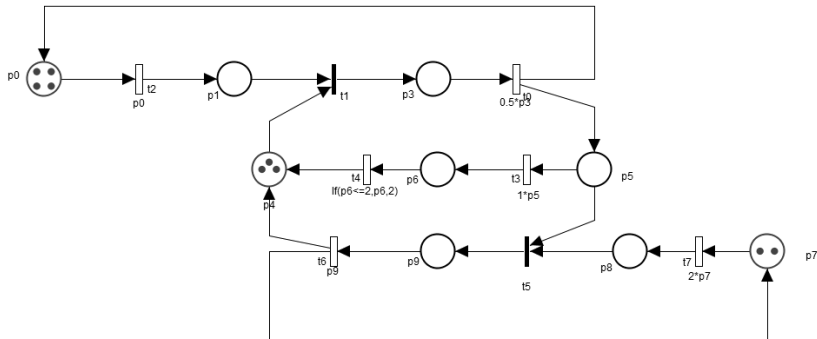 p0
t2
p0
p1
t1
p3
t0
0.5*p3
p4
t4
If(p6<=2,p6,2)
p6
t3
1*p5
p5
t6
p9
p9
t5
p8
t7
2*p7
p7